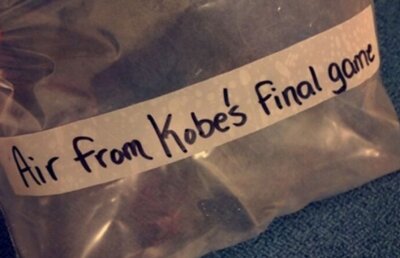 Air from Kobe's final game